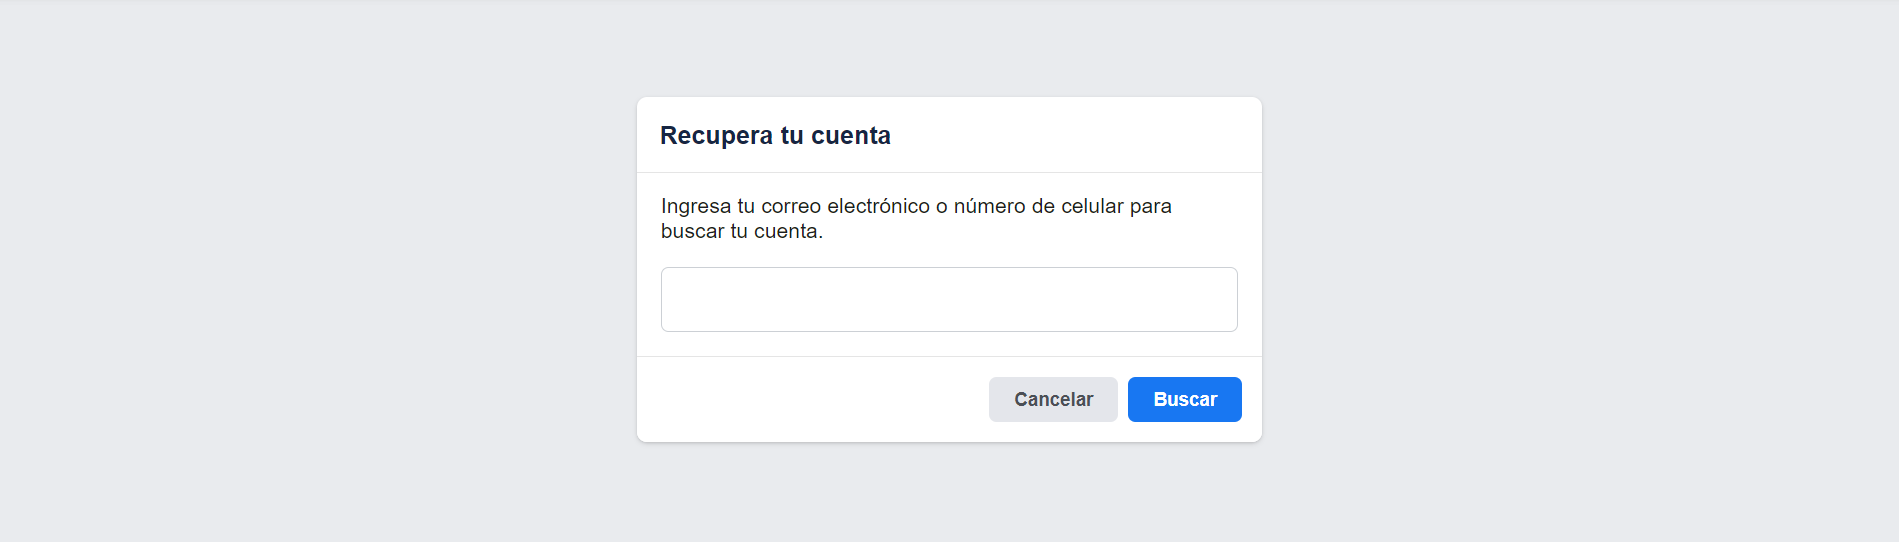 Recupera tu cuenta
Ingresa tu correo electrónico o número de celular para
buscar tu cuenta.
Cancelar
Buscar